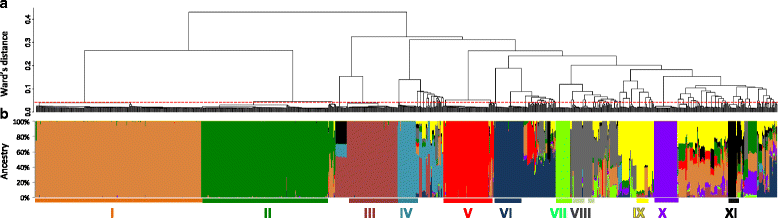 a
Ward's distance
0.4
0.3
0.2
0.1
0.0
b
Ancestry
100%
80%
60%
40%
20%
0%
I II III IV V VI VII VIII IX X XI